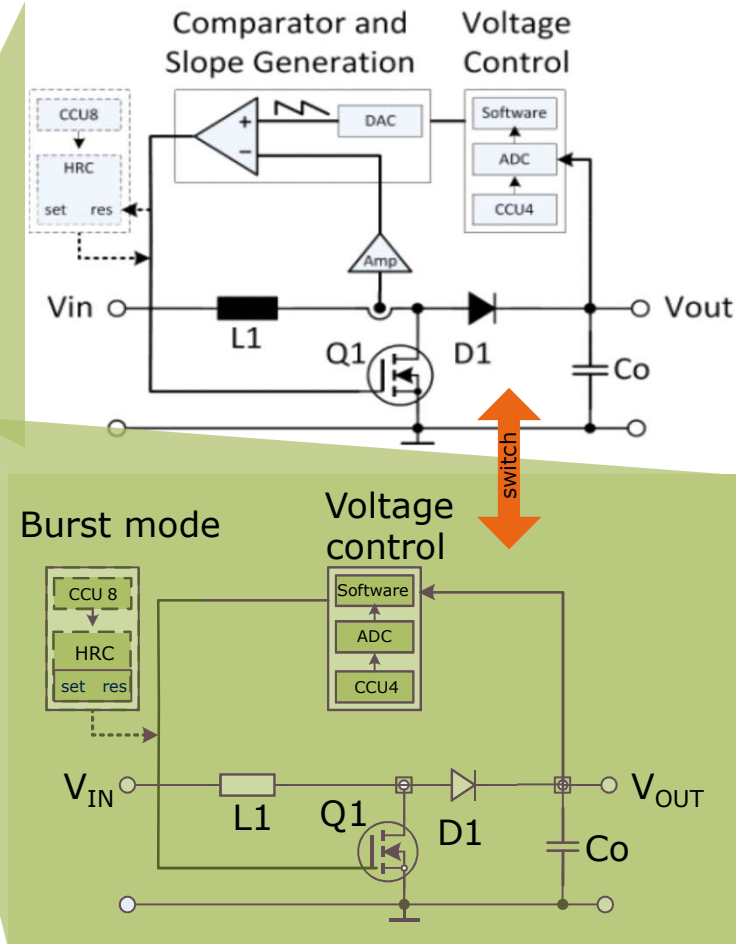 Comparator and
Slope Generation
Voltage
Control
CCU8
HRC
set res
+
−
DAC
Software
ADC
CCU4
Amp
Vin
L1
Q1
D1
Vout
Co
switch
Burst mode
Voltage
control
CCU 8
HRC
set res
Software
ADC
CCU4
VIN
L1
Q1
D1
VOUT
Co